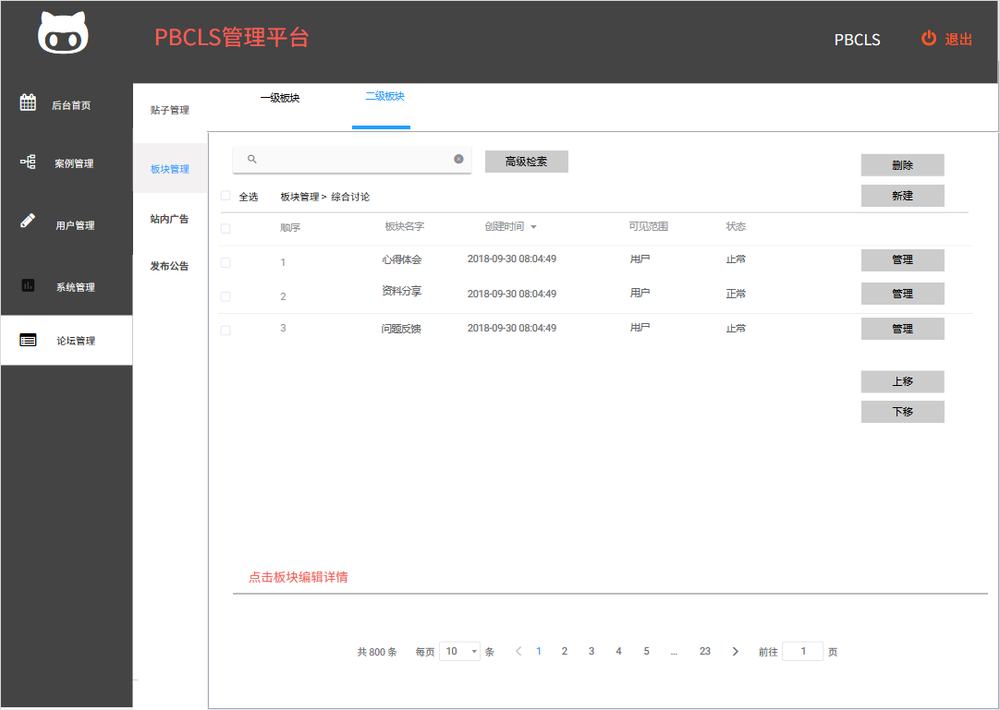 PBCLS管理平台
PBCLS
退出
后台首页
案例管理
用户管理
系统管理
论坛管理
贴子管理
板块管理
站内广告
发布公告
一级板块
二级板块
高级检索
删除
新建
全选 板块管理 > 综合讨论
顺序 板块名字 创建时间 可见范围 状态
1 心得体会 2018-09-30 08:04:49 用户 正常 管理
2 资料分享 2018-09-30 08:04:49 用户 正常 管理
3 问题反馈 2018-09-30 08:04:49 用户 正常 管理
上移
下移
点击板块编辑详情
共 800 条 每页 10 条 1 2 3 4 5 ... 23 前往 1 页